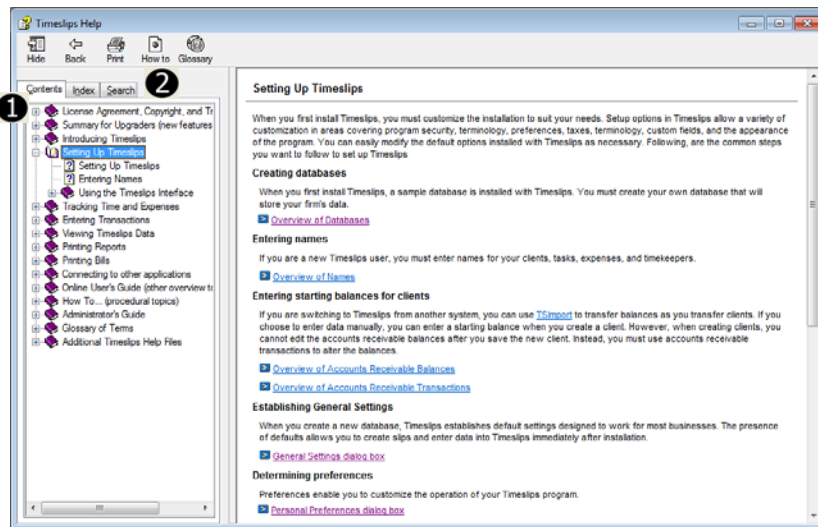 Timeslips Help
Hide Back Print How to Glossary
Contents Index Search
2
1
License Agreement, Copyright, and Tr
Summary for Upgraders (new features
Introducing Timeslips
Setting Up Timeslips
Setting Up Timeslips
Entering Names
Using the Timeslips Interface
Tracking Time and Expenses
Entering Transactions
Viewing Timeslips Data
Printing Reports
Printing Bills
Connecting to other applications
Online User's Guide (other overview to
How To... (procedural topics)
Administrator's Guide
Glossary of Terms
Additional Timeslips Help Files
Setting Up Timeslips
When you first install Timeslips, you must customize the installation to suit your needs. Setup options in Timeslips allow a variety of
customization in areas covering program security, terminology, preferences, taxes, terminology, custom fields, and the appearance
of the program. You can easily modify the default options installed with Timeslips as necessary. Following, are the common steps
you want to follow to set up Timeslips
Creating databases
When you first install Timeslips, a sample database is installed with Timeslips. You must create your own database that will
store your firm's data.
Overview of Databases
Entering names
If you are a new Timeslips user, you must enter names for your clients, tasks, expenses, and timekeepers.
Overview of Names
Entering starting balances for clients
If you are switching to Timeslips from another system, you can use TSImport to transfer balances as you transfer clients. If you
choose to enter data manually, you can enter a starting balance when you create a client. However, when creating clients, you
cannot edit the accounts receivable balances after you save the new client. Instead, you must use accounts receivable
transactions to alter the balances.
Overview of Accounts Receivable Balances
Overview of Accounts Receivable Transactions
Establishing General Settings
When you create a new database, Timeslips establishes default settings designed to work for most businesses. The presence
of defaults allows you to create slips and enter data into Timeslips immediately after installation.
General Settings dialog box
Determining preferences
Preferences enable you to customize the operation of your Timeslips program.
Personal Preferences dialog box